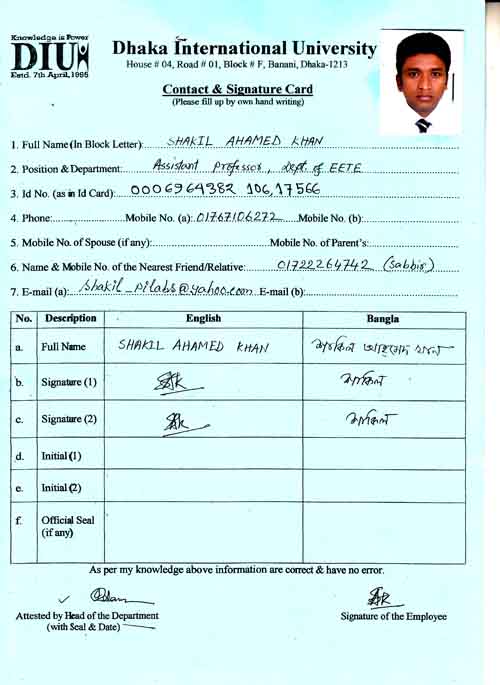 Knowledge is Power
DIU
Estd. 7th April, 1995
Dhaka International University
House # 04, Road # 01, Block # F, Banani, Dhaka-1213
Contact & Signature Card
(Please fill up by own hand writing)
1. Full Name (In Block Letter): SHAKIL AHAMED KHAN
2. Position & Department: Assistant Professor, Dept. of EETE
3. Id No. (as in Id Card): 0006964382 106,17566
4. Phone: Mobile No. (a): 01767106272 Mobile No. (b):
5. Mobile No. of Spouse (if any): Mobile No. of Parent's:
6. Name & Mobile No. of the Nearest Friend/Relative: 01722264742 (Sabbir)
7. E-mail (a): Shakil_pilabs@yahoo.com E-mail (b):
No. Description English Bangla
a. Full Name SHAKIL AHAMED KHAN শাকিল আহমেদ খান
b. Signature (1) শাকিল
c. Signature (2) শাকিল
d. Initial (1)
e. Initial (2)
f. Official Seal
(if any)
As per my knowledge above information are correct & have no error.
Attested by Head of the Department
(with Seal & Date)
Signature of the Employee